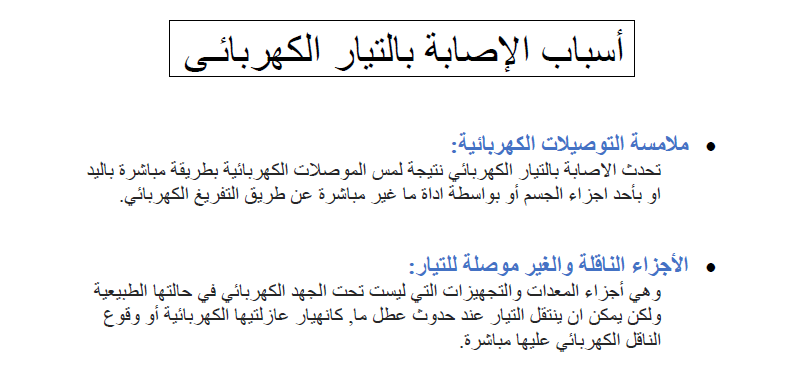 أسباب الإصابة بالتيار الكهربائـى
• ملامسة التوصيلات الكهربائية:
تحدث الاصابة بالتيار الكهربائي نتيجة لمس الموصلات الكهربائية بطريقة مباشرة باليد
او بأحد اجزاء الجسم أو بواسطة اداة ما غير مباشرة عن طريق التفريغ الكهربائي.
• الأجزاء الناقلة والغير موصلة للتيار:
وهي أجزاء المعدات والتجهيزات التي ليست تحت الجهد الكهربائي في حالتها الطبيعية
ولكن يمكن ان ينتقل التيار عند حدوث عطل ما, كانهيار عازلتيها الكهربائية أو وقوع
الناقل الكهربائي عليها مباشرة.